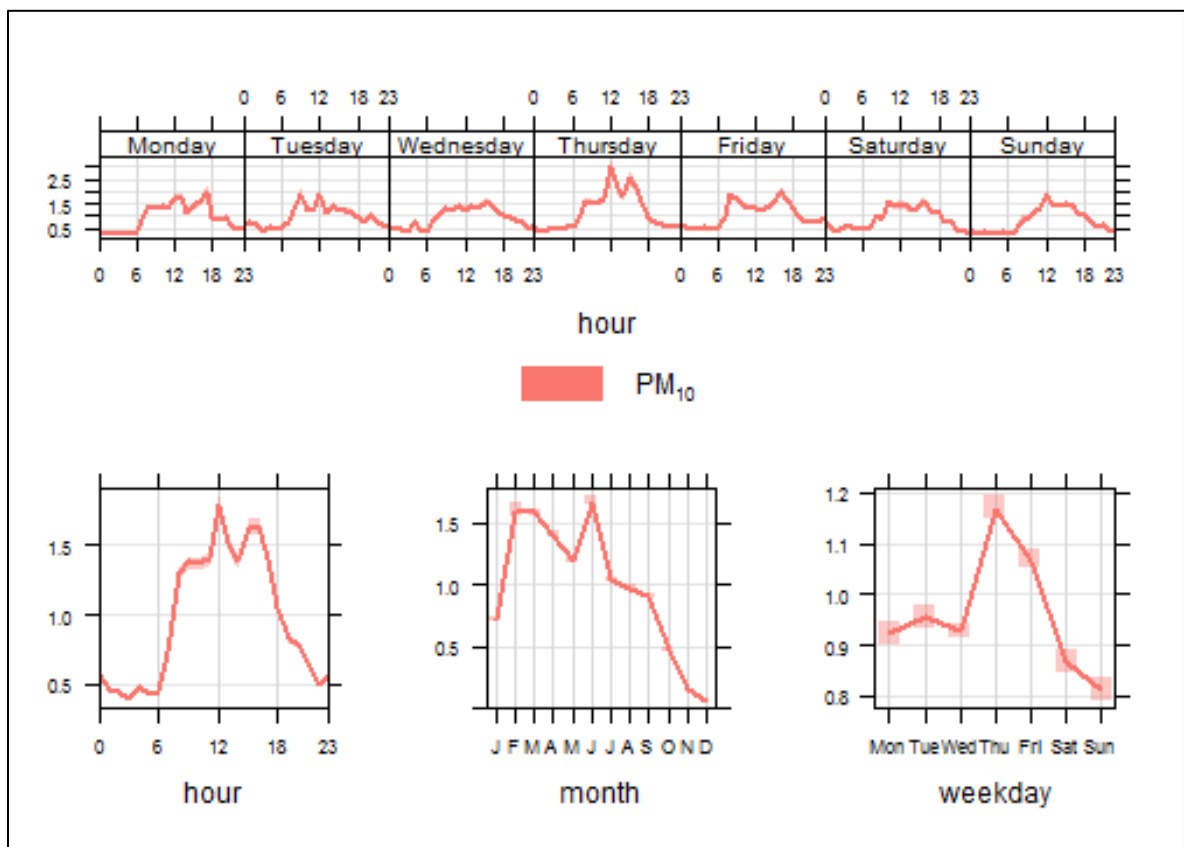 0 6 12 18 23 0 6 12 18 23 0 6 12 18 23
Monday Tuesday Wednesday Thursday Friday Saturday Sunday
2.5
1.5
0.5
0 6 12 18 23 0 6 12 18 23 0 6 12 18 23 0 6 12 18 23
hour
PM₁₀
1.5
1.0
0.5
0 6 12 18 23
hour
1.5
1.0
0.5
J F M A M J J A S O N D
month
1.2
1.1
1.0
0.9
0.8
Mon Tue Wed Thu Fri Sat Sun
weekday